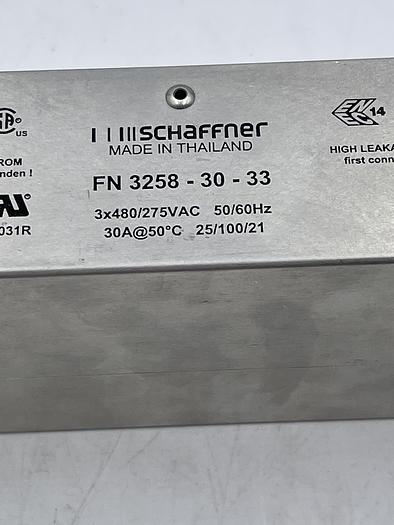 US
SCHAFFNER
MADE IN THAILAND
FN 3258 - 30 - 33
3x480/275VAC 50/60Hz
30A@50°C 25/100/21
ROM
nden !
031R
14
HIGH LEAKA
first conn